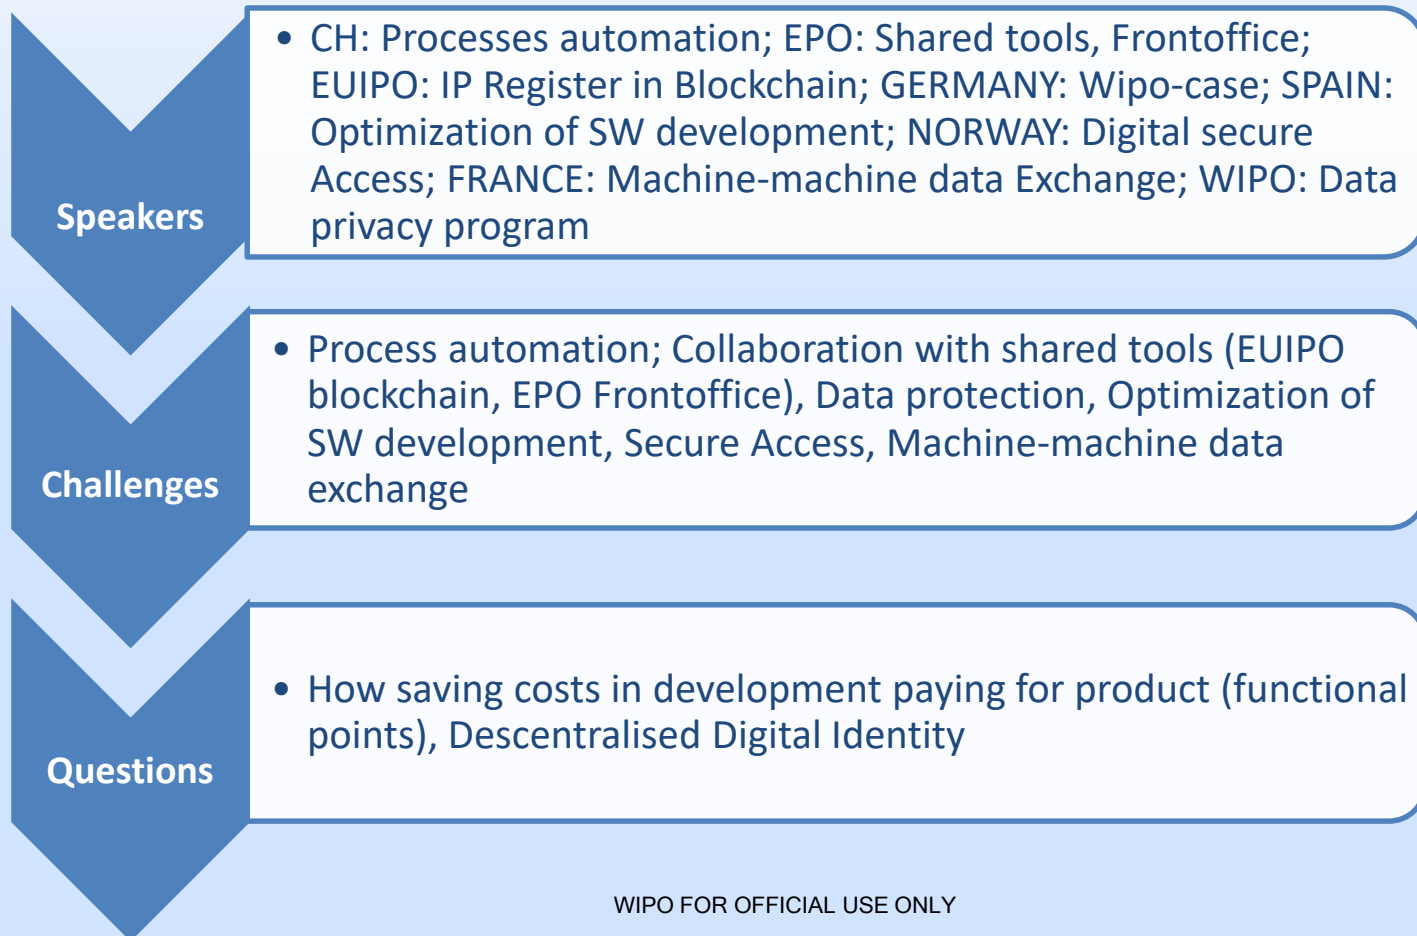 Speakers
• CH: Processes automation; EPO: Shared tools, Frontoffice;
EUIPO: IP Register in Blockchain; GERMANY: Wipo-case; SPAIN:
Optimization of SW development; NORWAY: Digital secure
Access; FRANCE: Machine-machine data Exchange; WIPO: Data
privacy program
Challenges
• Process automation; Collaboration with shared tools (EUIPO
blockchain, EPO Frontoffice), Data protection, Optimization of
SW development, Secure Access, Machine-machine data
exchange
Questions
• How saving costs in development paying for product (functional
points), Descentralised Digital Identity
WIPO FOR OFFICIAL USE ONLY